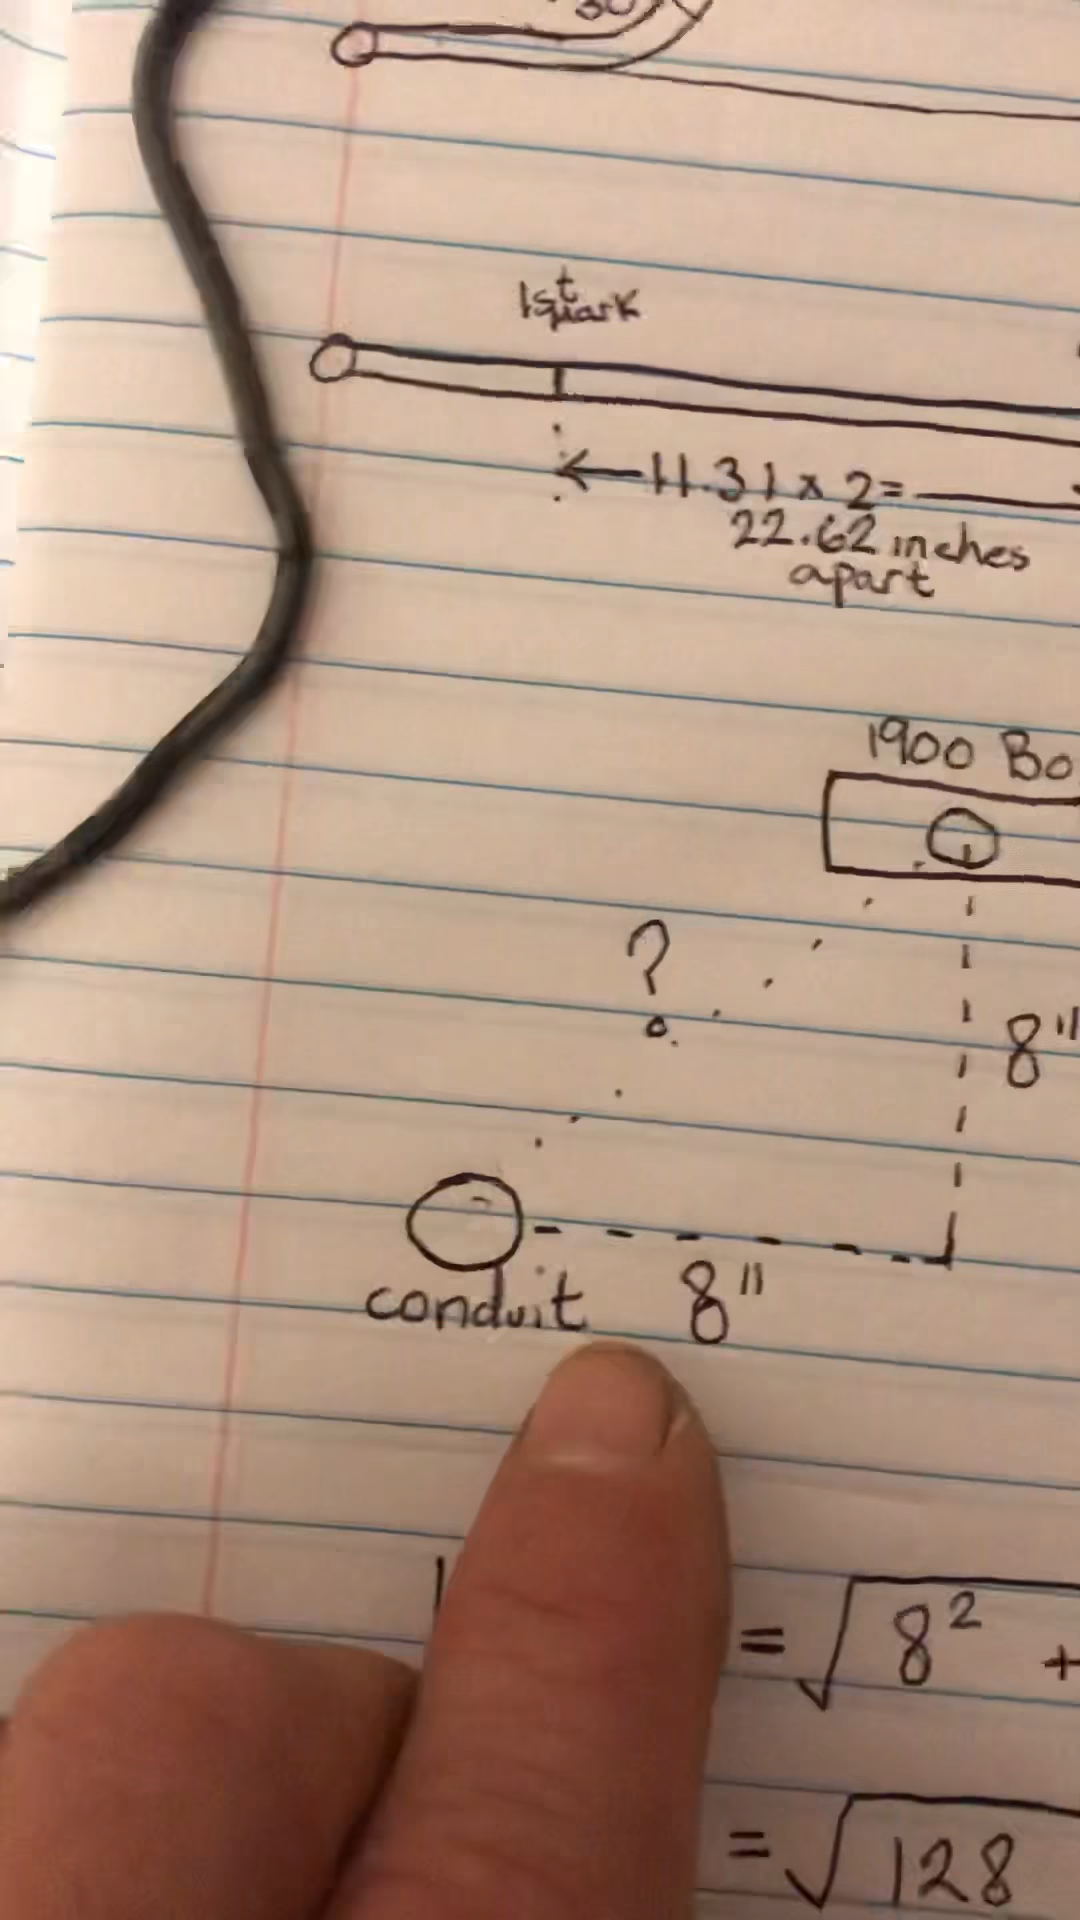 30
1st
mark
11.31 x 2 =
22.62 inches
apart
1900 Bo
?
8"
conduit 8"
= √ 8² +
= √ 128